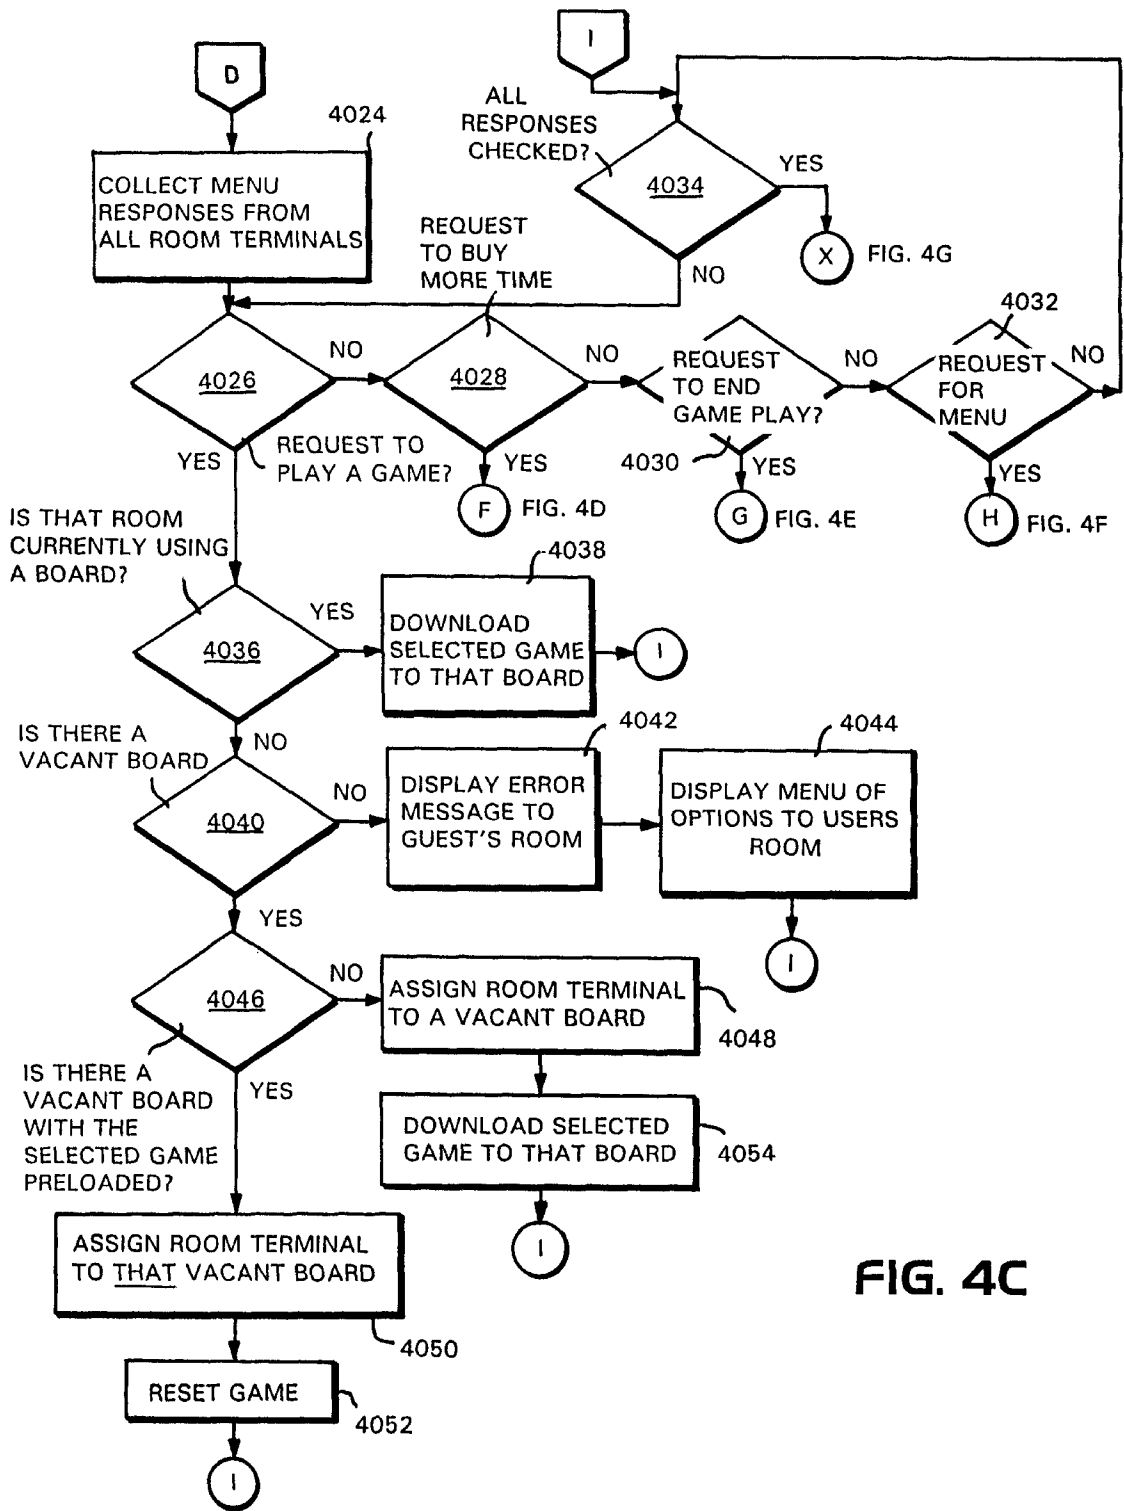 D
I
4024
COLLECT MENU
RESPONSES FROM
ALL ROOM TERMINALS
ALL
RESPONSES
CHECKED?
4034
YES
NO
X
FIG. 4G
4026
NO
YES
REQUEST TO
PLAY A GAME?
REQUEST
TO BUY
MORE TIME
4028
NO
YES
F
FIG. 4D
REQUEST
TO END
GAME PLAY?
4030
NO
YES
G
FIG. 4E
4032
REQUEST
FOR
MENU
NO
YES
H
FIG. 4F
IS THAT ROOM
CURRENTLY USING
A BOARD?
4036
YES
NO
4038
DOWNLOAD
SELECTED GAME
TO THAT BOARD
I
IS THERE A
VACANT BOARD
4040
NO
YES
4042
DISPLAY ERROR
MESSAGE TO
GUEST'S ROOM
4044
DISPLAY MENU OF
OPTIONS TO USERS
ROOM
I
4046
NO
YES
IS THERE A
VACANT BOARD
WITH THE
SELECTED GAME
PRELOADED?
ASSIGN ROOM TERMINAL
TO A VACANT BOARD
4048
DOWNLOAD SELECTED
GAME TO THAT BOARD
4054
I
ASSIGN ROOM TERMINAL
TO THAT VACANT BOARD
4050
RESET GAME
4052
I
FIG. 4C